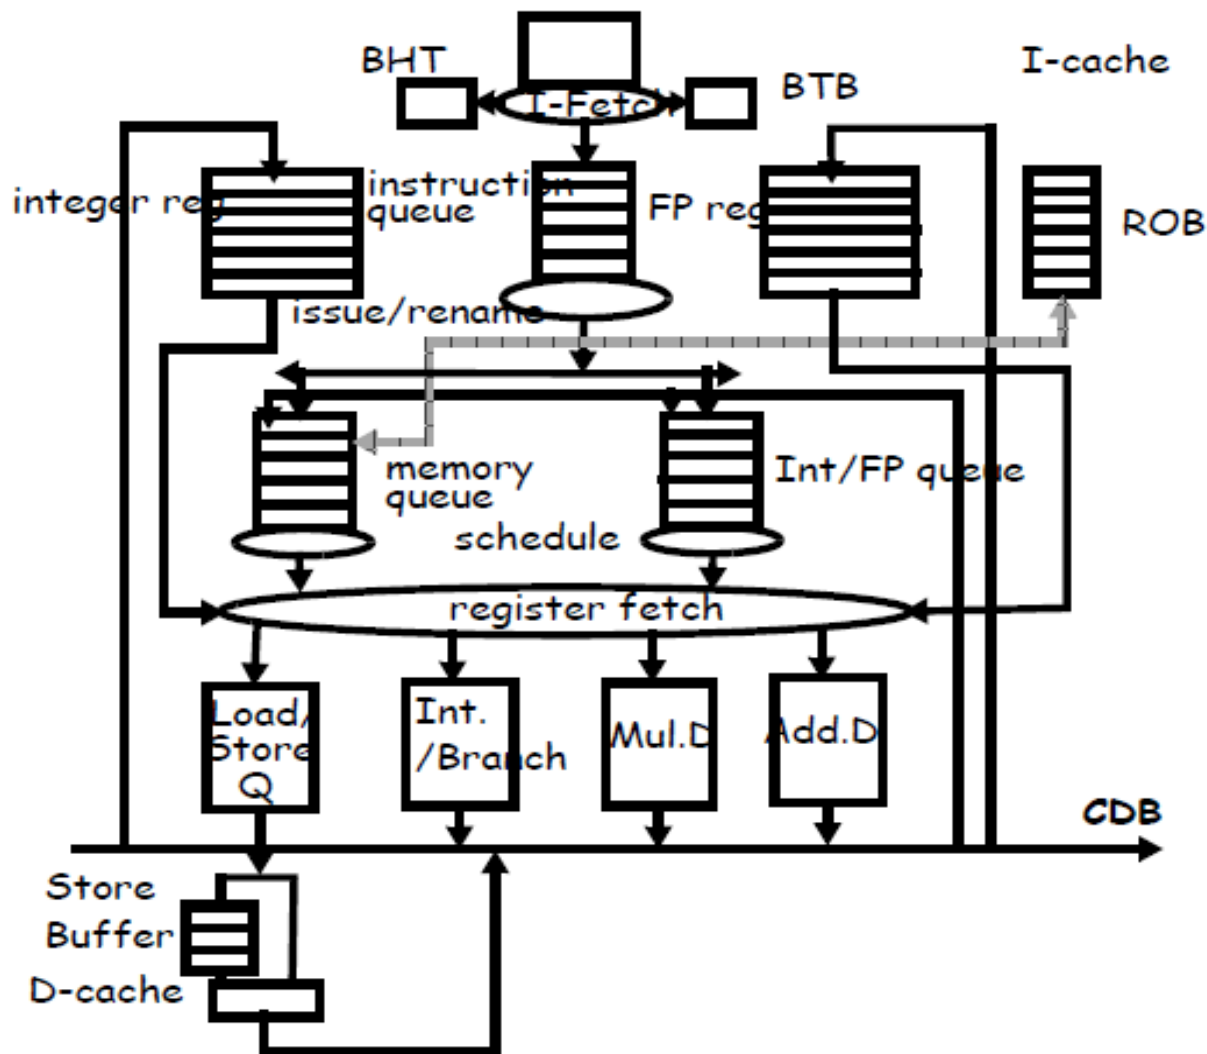 BHT
I-cache
BTB
I-Fetch
integer reg
instruction
queue
FP reg
ROB
issue/rename
memory
queue
Int/FP queue
schedule
register fetch
Load/
Store
Q
Int.
/Branch
Mul.D
Add.D
CDB
Store
Buffer
D-cache